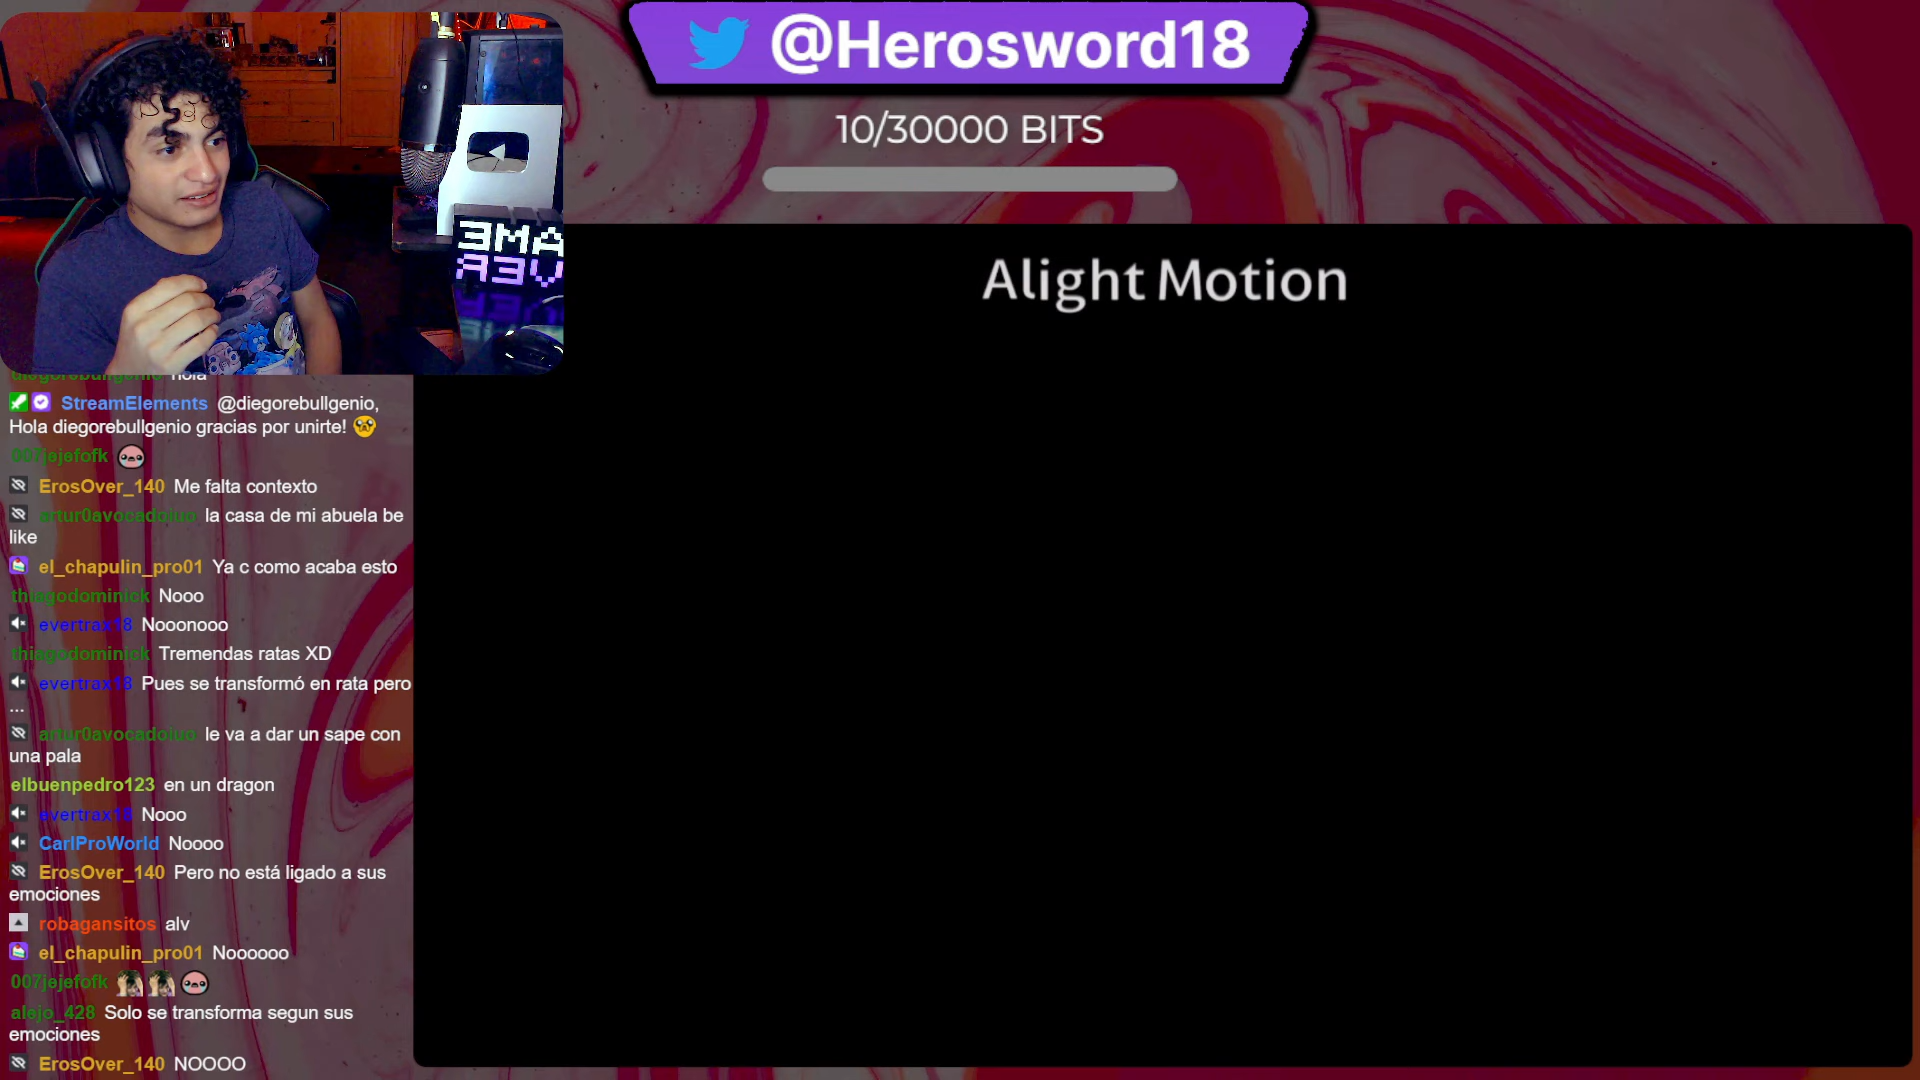 @Herosword18
10/30000 BITS
Alight Motion
diegorebullgenio hola
StreamElements @diegorebullgenio,
Hola diegorebullgenio gracias por unirte!
007jejefofk
ErosOver_140 Me falta contexto
artur0avocadoiuo la casa de mi abuela be
like
el_chapulin_pro01 Ya c como acaba esto
thiagodominick Nooo
evertrax18 Nooonooo
thiagodominick Tremendas ratas XD
evertrax18 Pues se transformó en rata pero
...
artur0avocadoiuo le va a dar un sape con
una pala
elbuenpedro123 en un dragon
evertrax18 Nooo
CarlProWorld Noooo
ErosOver_140 Pero no está ligado a sus
emociones
robagansitos alv
el_chapulin_pro01 Noooooo
007jejefofk
alejo_428 Solo se transforma segun sus
emociones
ErosOver_140 NOOOO